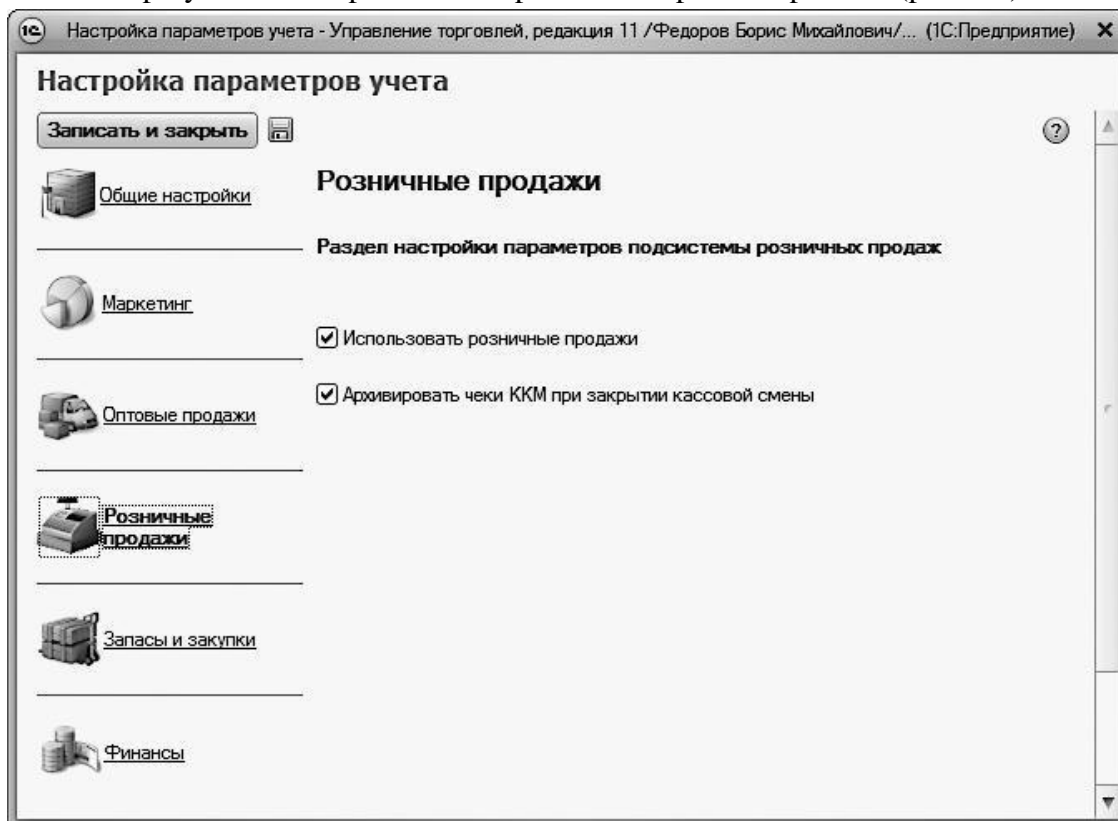 Настройка параметров учета - Управление торговлей, редакция 11 /Федоров Борис Михайлович/... (1С:Предприятие)
Настройка параметров учета
Записать и закрыть
?
Общие настройки
Розничные продажи
Раздел настройки параметров подсистемы розничных продаж
Маркетинг
Использовать розничные продажи
Архивировать чеки ККМ при закрытии кассовой смены
Оптовые продажи
Розничные
продажи
Запасы и закупки
Финансы